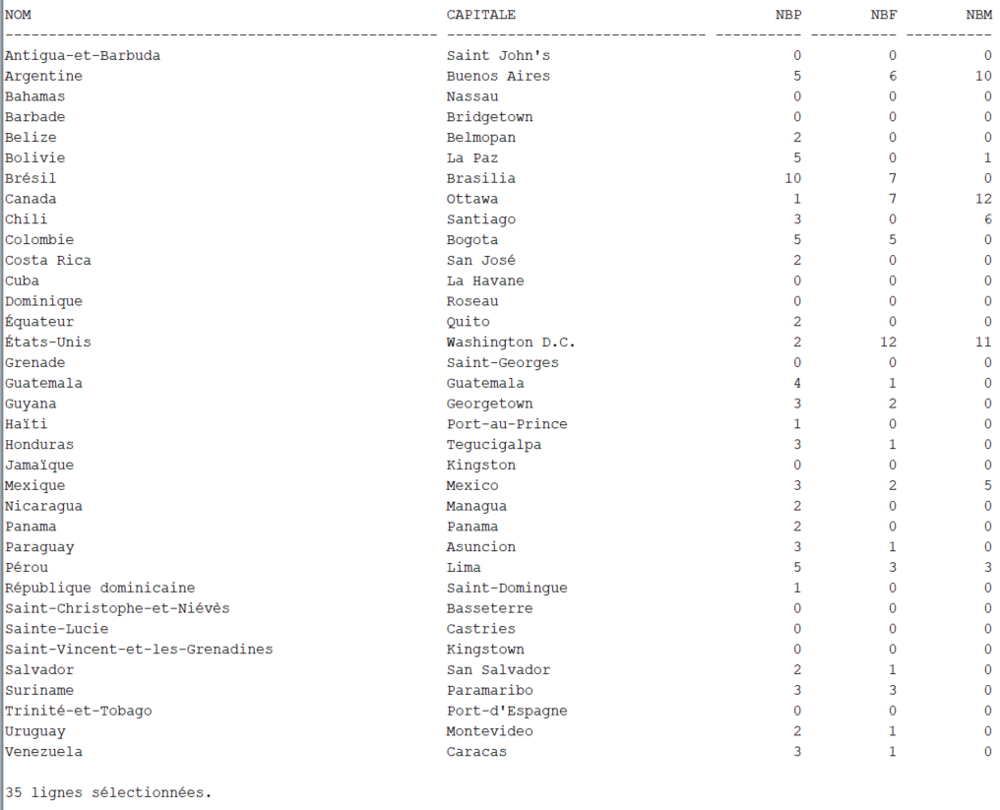 NOM CAPITALE NBP NBF NBM
-------------------------------------------------- ------------------------------ ---------- ---------- ----------
Antigua-et-Barbuda Saint John's 0 0 0
Argentine Buenos Aires 5 6 10
Bahamas Nassau 0 0 0
Barbade Bridgetown 0 0 0
Belize Belmopan 2 0 0
Bolivie La Paz 5 0 1
Brésil Brasilia 10 7 0
Canada Ottawa 1 7 12
Chili Santiago 3 0 6
Colombie Bogota 5 5 0
Costa Rica San José 2 0 0
Cuba La Havane 0 0 0
Dominique Roseau 0 0 0
Équateur Quito 2 0 0
États-Unis Washington D.C. 2 12 11
Grenade Saint-Georges 0 0 0
Guatemala Guatemala 4 1 0
Guyana Georgetown 3 2 0
Haïti Port-au-Prince 1 0 0
Honduras Tegucigalpa 3 1 0
Jamaïque Kingston 0 0 0
Mexique Mexico 3 2 5
Nicaragua Managua 2 0 0
Panama Panama 2 0 0
Paraguay Asuncion 3 1 0
Pérou Lima 5 3 3
République dominicaine Saint-Domingue 1 0 0
Saint-Christophe-et-Niévès Basseterre 0 0 0
Sainte-Lucie Castries 0 0 0
Saint-Vincent-et-les-Grenadines Kingstown 0 0 0
Salvador San Salvador 2 1 0
Suriname Paramaribo 3 3 0
Trinité-et-Tobago Port-d'Espagne 0 0 0
Uruguay Montevideo 2 1 0
Venezuela Caracas 3 1 0
35 lignes sélectionnées.